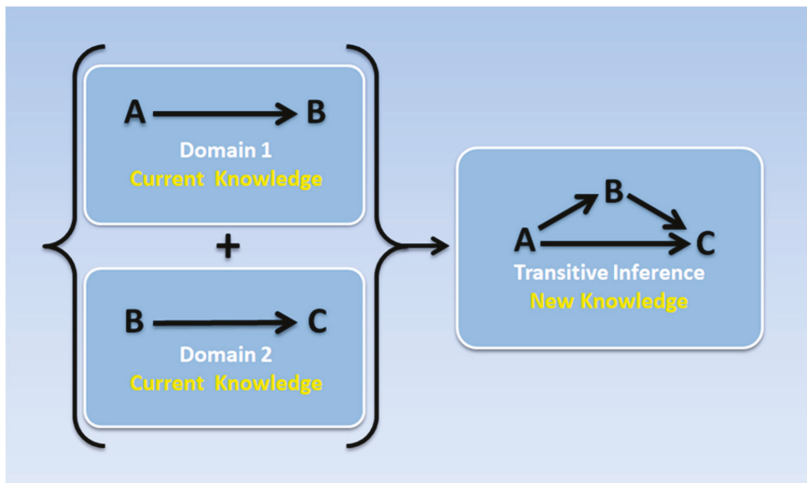 A B
Domain 1
Current Knowledge
+
B C
Domain 2
Current Knowledge
B
A C
Transitive Inference
New Knowledge